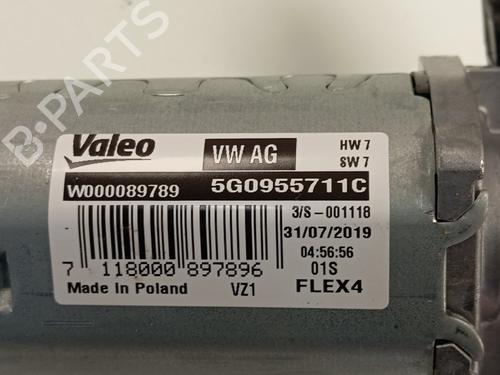 B-PARTS
Valeo
VW AG
HW 7
SW 7
W000089789
5G0955711C
3/S-001118
31/07/2019
04:56:56
7 118000 897896
01S
Made in Poland
VZ1
FLEX4